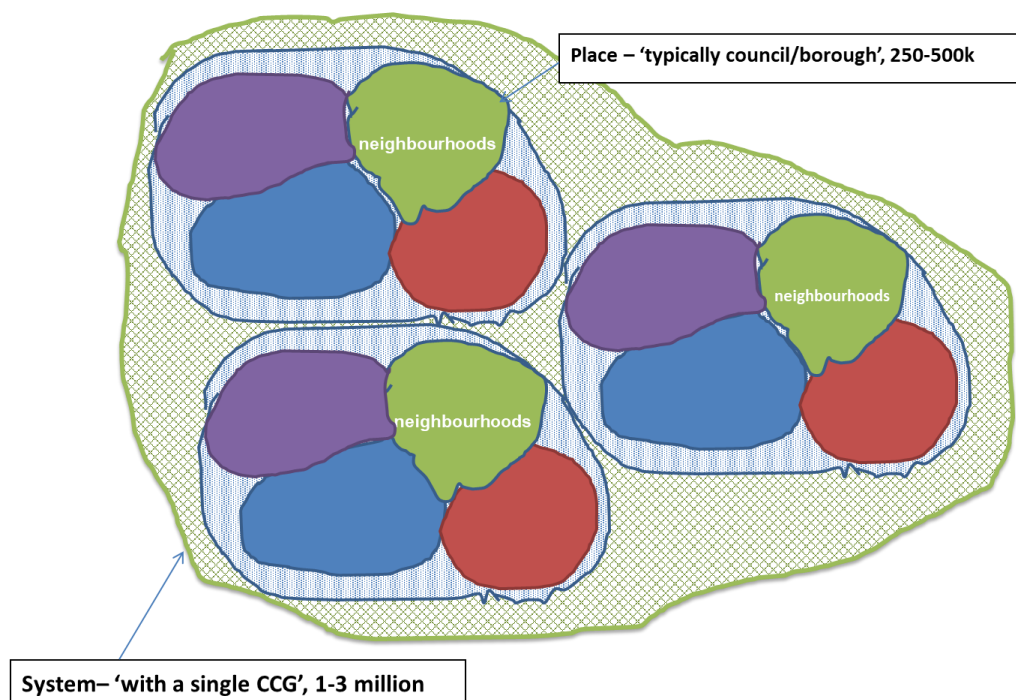 Place – ‘typically council/borough’, 250-500k
neighbourhoods
neighbourhoods
neighbourhoods
System– ‘with a single CCG’, 1-3 million